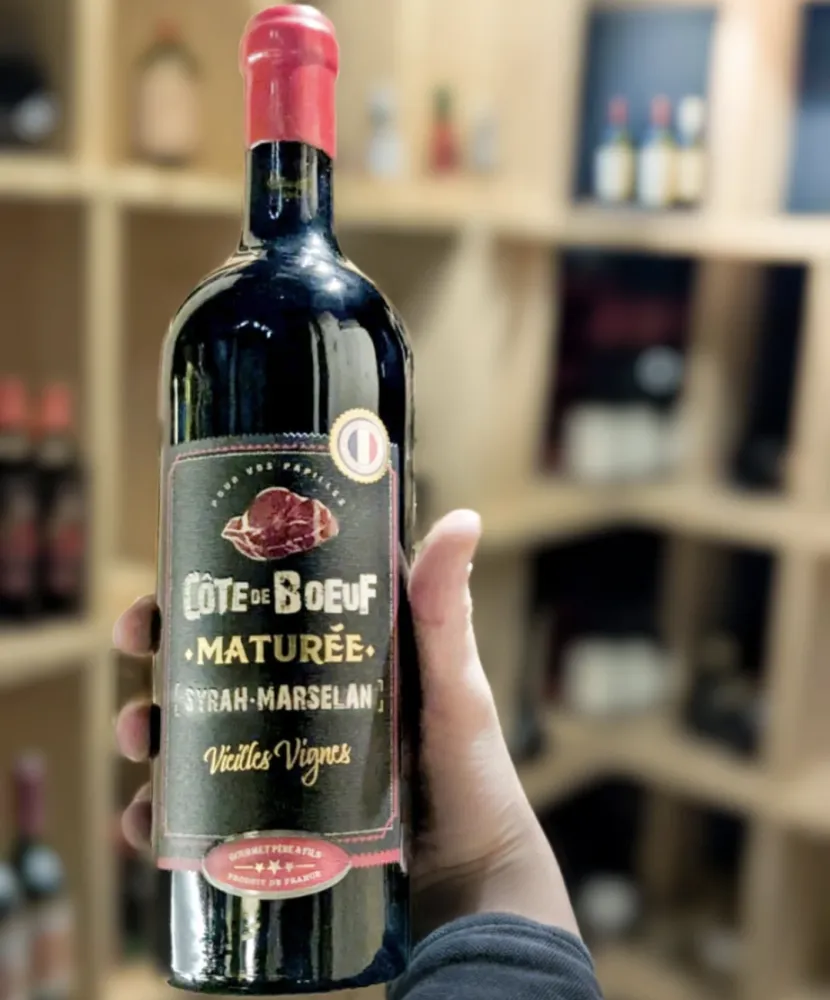 POUR VOS PAPILLES
CÔTE DE BOEUF
MATURÉE
[SYRAH·MARSELAN]
Vieilles Vignes
GOURMET PÈRE & FILS
PRODUIT DE FRANCE